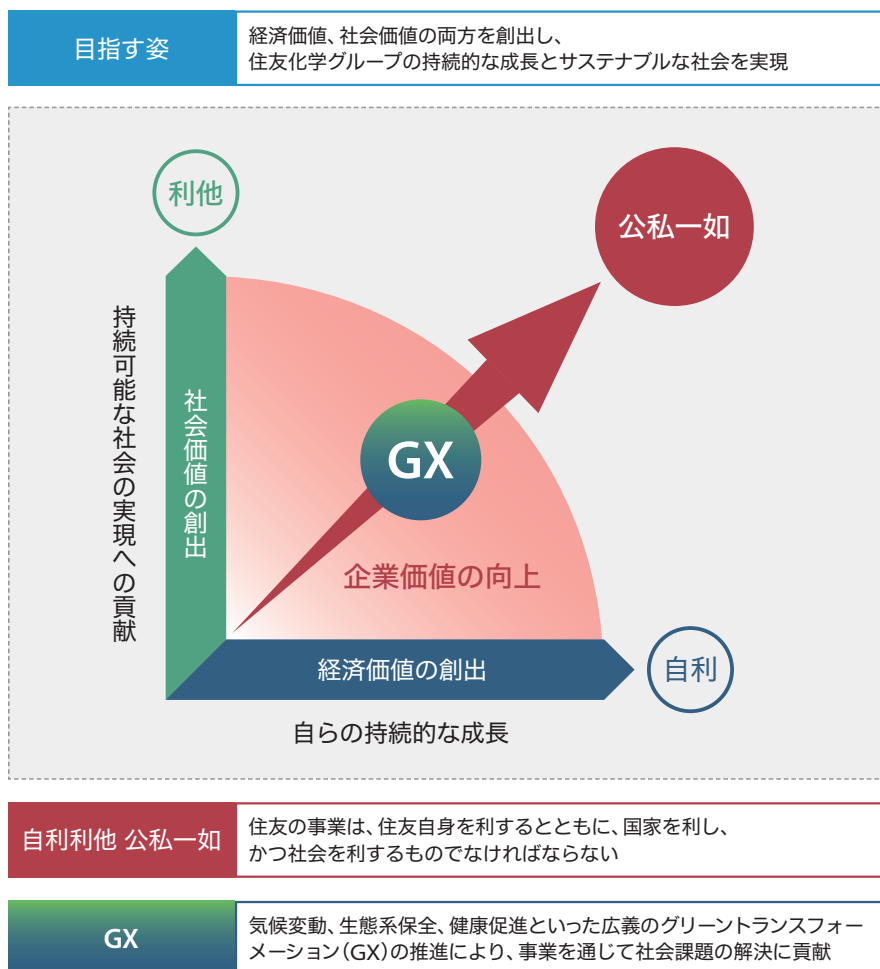 目指す姿
経済価値、社会価値の両方を創出し、
住友化学グループの持続的な成長とサステナブルな社会を実現
利他
公私一如
持続可能な社会の実現への貢献
社会価値の創出
GX
企業価値の向上
経済価値の創出
自利
自らの持続的な成長
自利利他 公私一如
住友の事業は、住友自身を利するとともに、国家を利し、
かつ社会を利するものでなければならない
GX
気候変動、生態系保全、健康促進といった広義のグリーントランスフォー
メーション(GX)の推進により、事業を通じて社会課題の解決に貢献